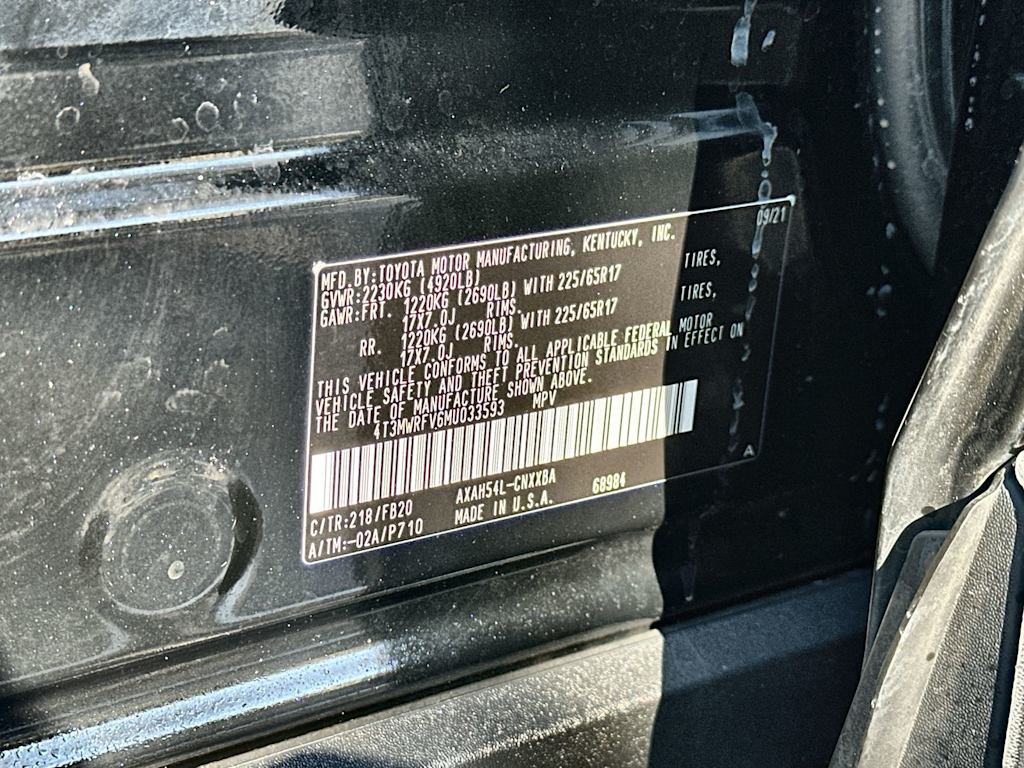 09/21
MFD.BY:TOYOTA MOTOR MANUFACTURING, KENTUCKY, INC.
GVWR:2230KG (4920LB)
GAWR:FRT. 1220KG (2690LB) WITH 225/65R17 TIRES,
17X7.0J RIMS.
RR. 1220KG (2690LB) WITH 225/65R17 TIRES,
17X7.0J RIMS.
THIS VEHICLE CONFORMS TO ALL APPLICABLE FEDERAL MOTOR
VEHICLE SAFETY AND THEFT PREVENTION STANDARDS IN EFFECT ON
THE DATE OF MANUFACTURE SHOWN ABOVE.
4T3MWRFV6MU033593 MPV
A
C/TR:218/FB20 AXAH54L-CNXXBA 68984
A/TM:-02A/P710 MADE IN U.S.A.